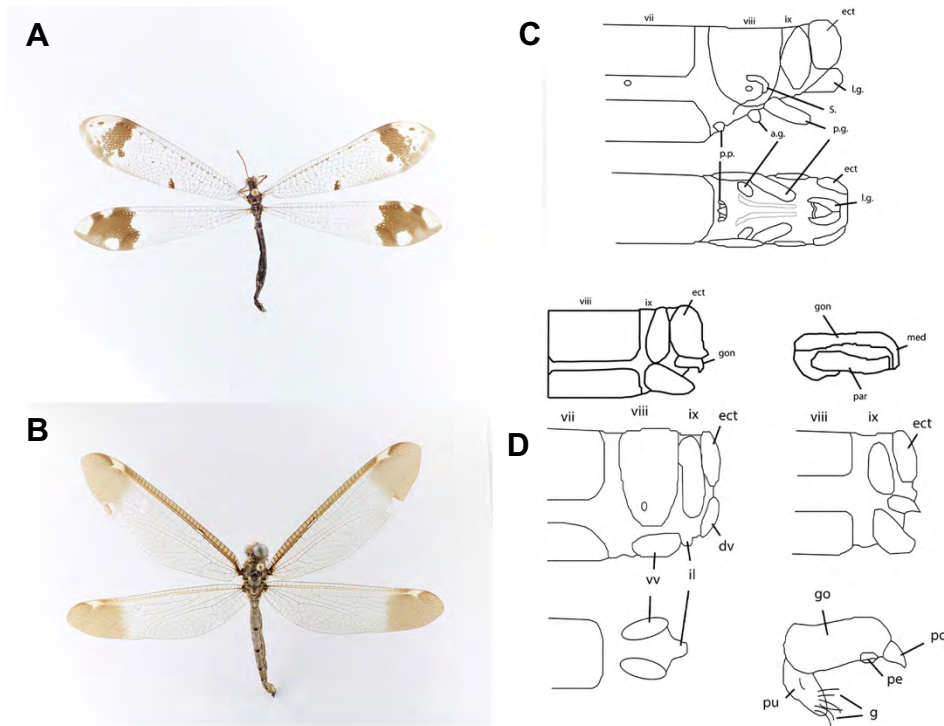 A
C
vii
viii
ix
ect
l.g.
S.
p.g.
a.g.
p.p.
ect
l.g.
viii
ix
ect
gon
gon
med
par
B
D
vii
viii
ix
ect
dv
vv
il
viii
ix
ect
go
pe
pu
g